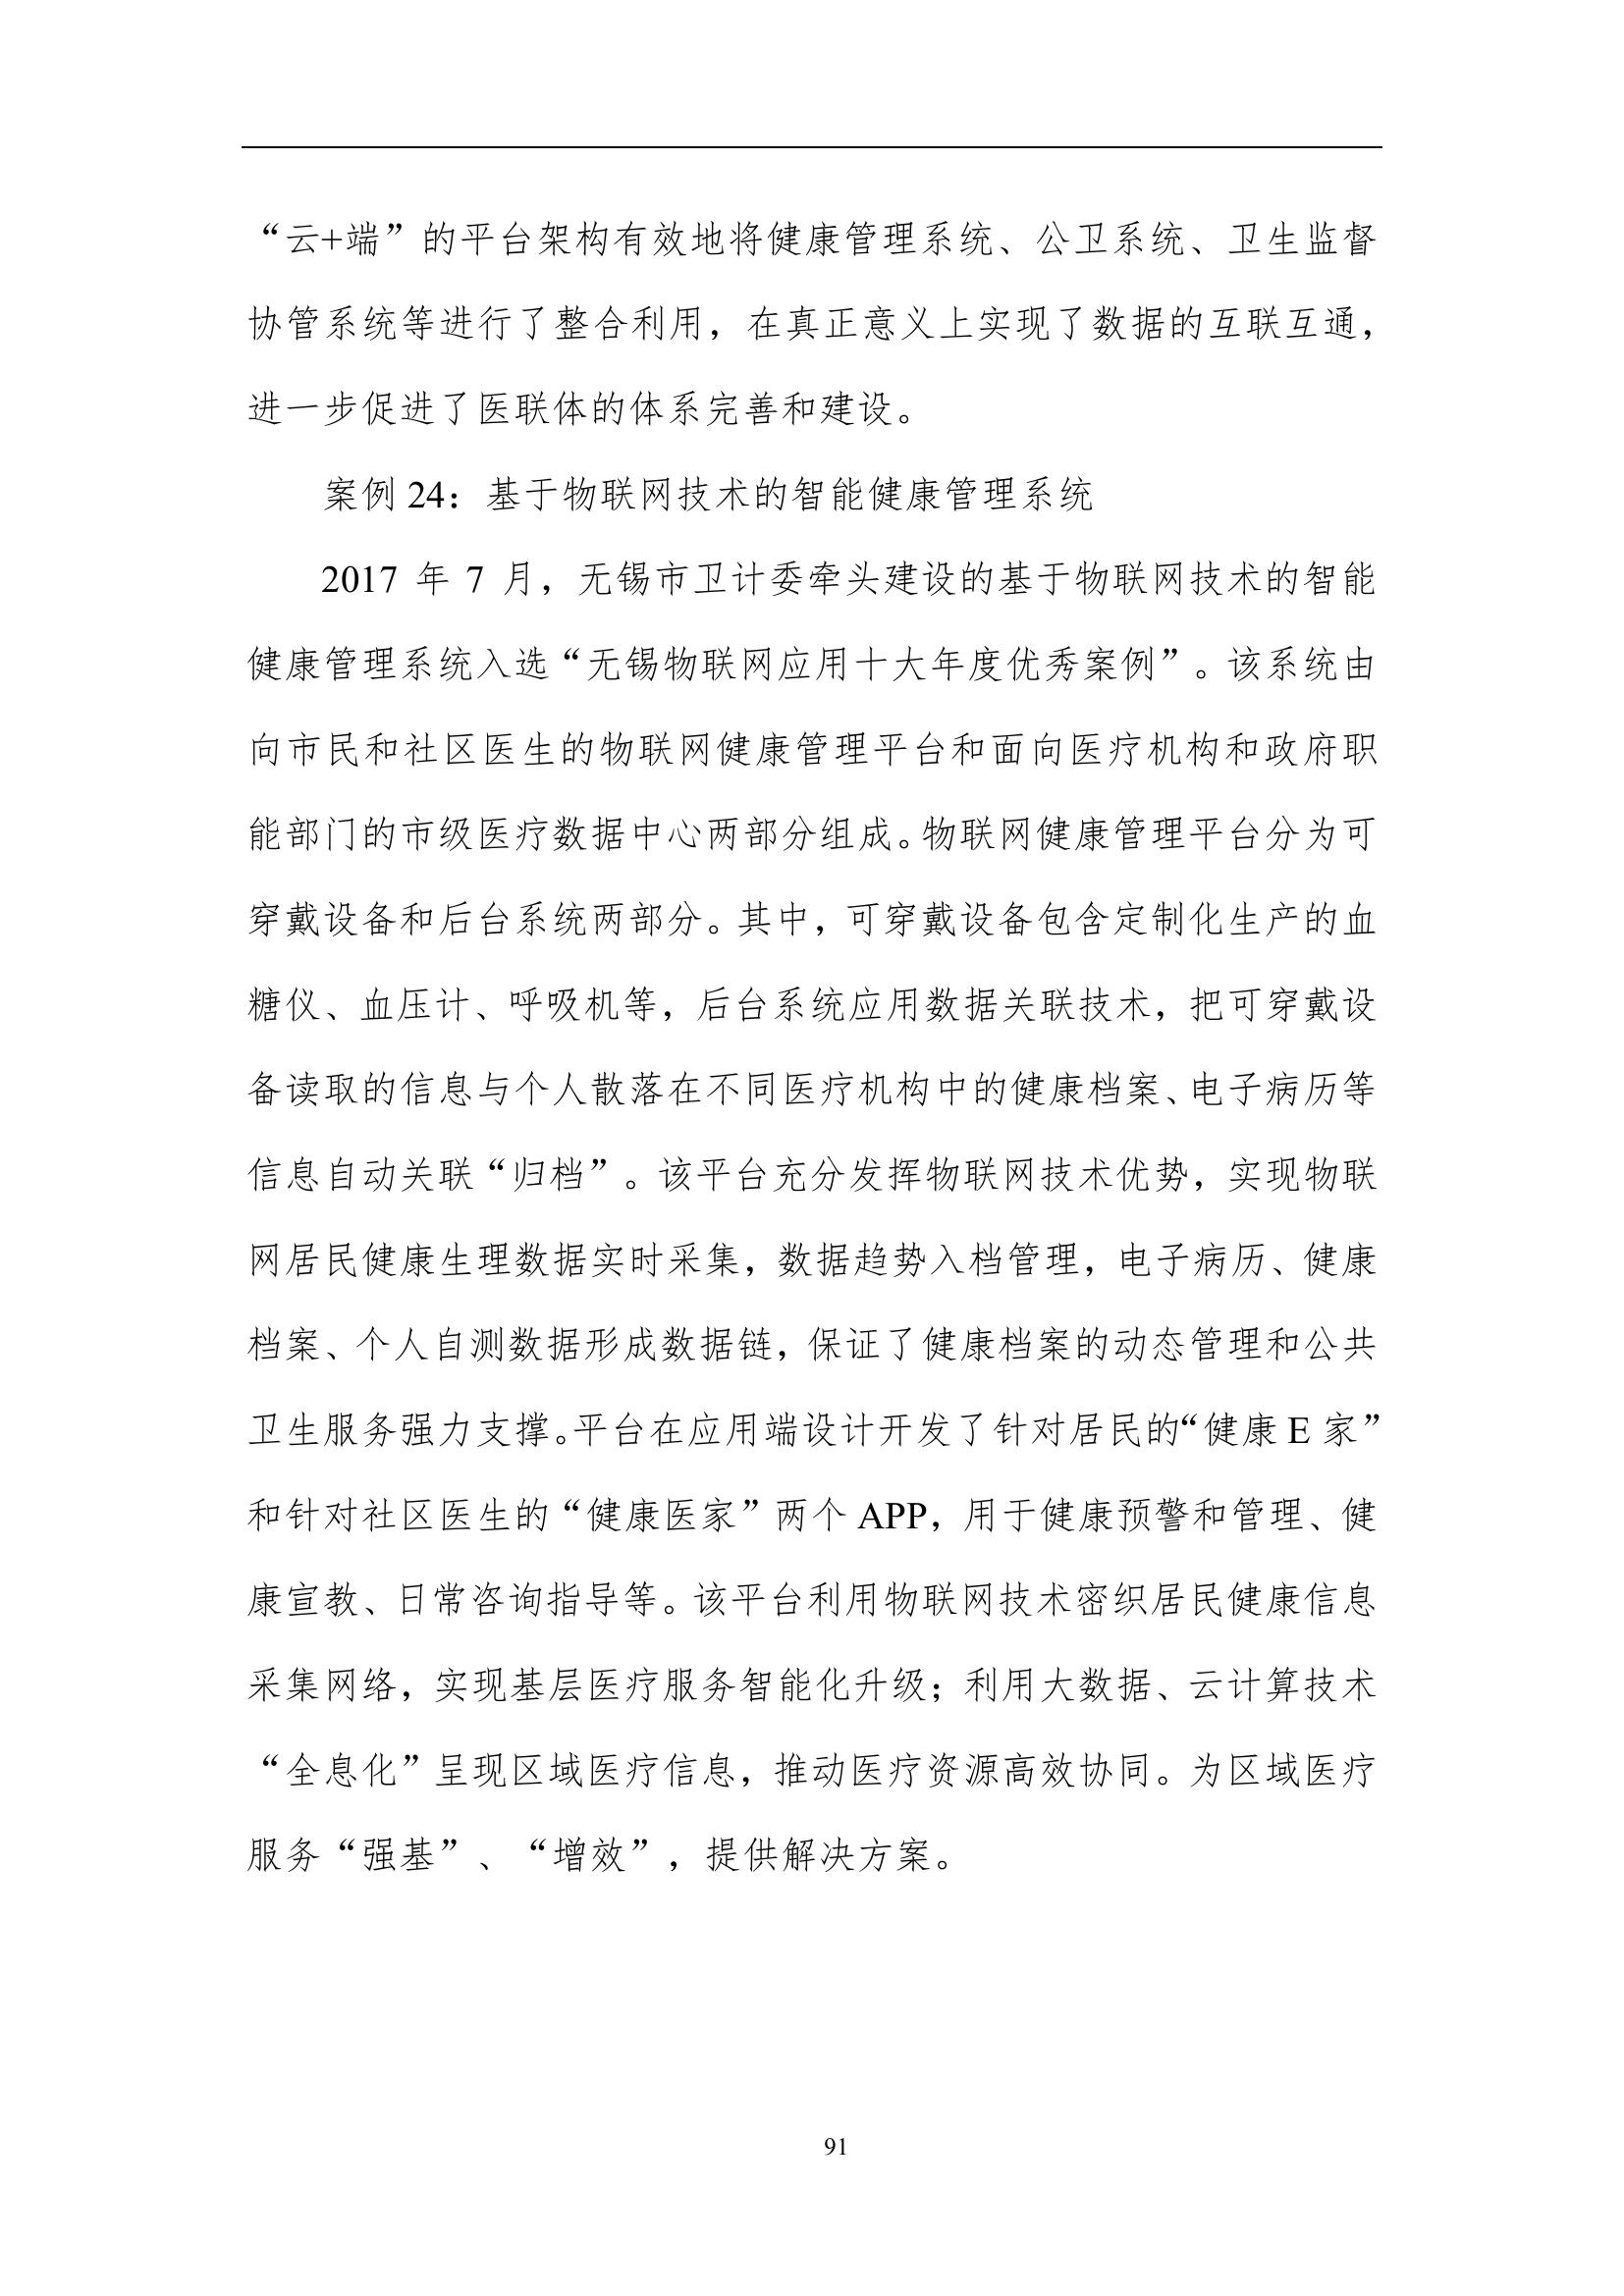 “云+端”的平台架构有效地将健康管理系统、公卫系统、卫生监督
协管系统等进行了整合利用，在真正意义上实现了数据的互联互通，
进一步促进了医联体的体系完善和建设。
案例 24：基于物联网技术的智能健康管理系统
2017 年 7 月，无锡市卫计委牵头建设的基于物联网技术的智能
健康管理系统入选“无锡物联网应用十大年度优秀案例”。该系统由
向市民和社区医生的物联网健康管理平台和面向医疗机构和政府职
能部门的市级医疗数据中心两部分组成。物联网健康管理平台分为可
穿戴设备和后台系统两部分。其中，可穿戴设备包含定制化生产的血
糖仪、血压计、呼吸机等，后台系统应用数据关联技术，把可穿戴设
备读取的信息与个人散落在不同医疗机构中的健康档案、电子病历等
信息自动关联“归档”。该平台充分发挥物联网技术优势，实现物联
网居民健康生理数据实时采集，数据趋势入档管理，电子病历、健康
档案、个人自测数据形成数据链，保证了健康档案的动态管理和公共
卫生服务强力支撑。平台在应用端设计开发了针对居民的“健康 E 家”
和针对社区医生的“健康医家”两个 APP，用于健康预警和管理、健
康宣教、日常咨询指导等。该平台利用物联网技术密织居民健康信息
采集网络，实现基层医疗服务智能化升级；利用大数据、云计算技术
“全息化”呈现区域医疗信息，推动医疗资源高效协同。为区域医疗
服务“强基”、“增效”，提供解决方案。
91